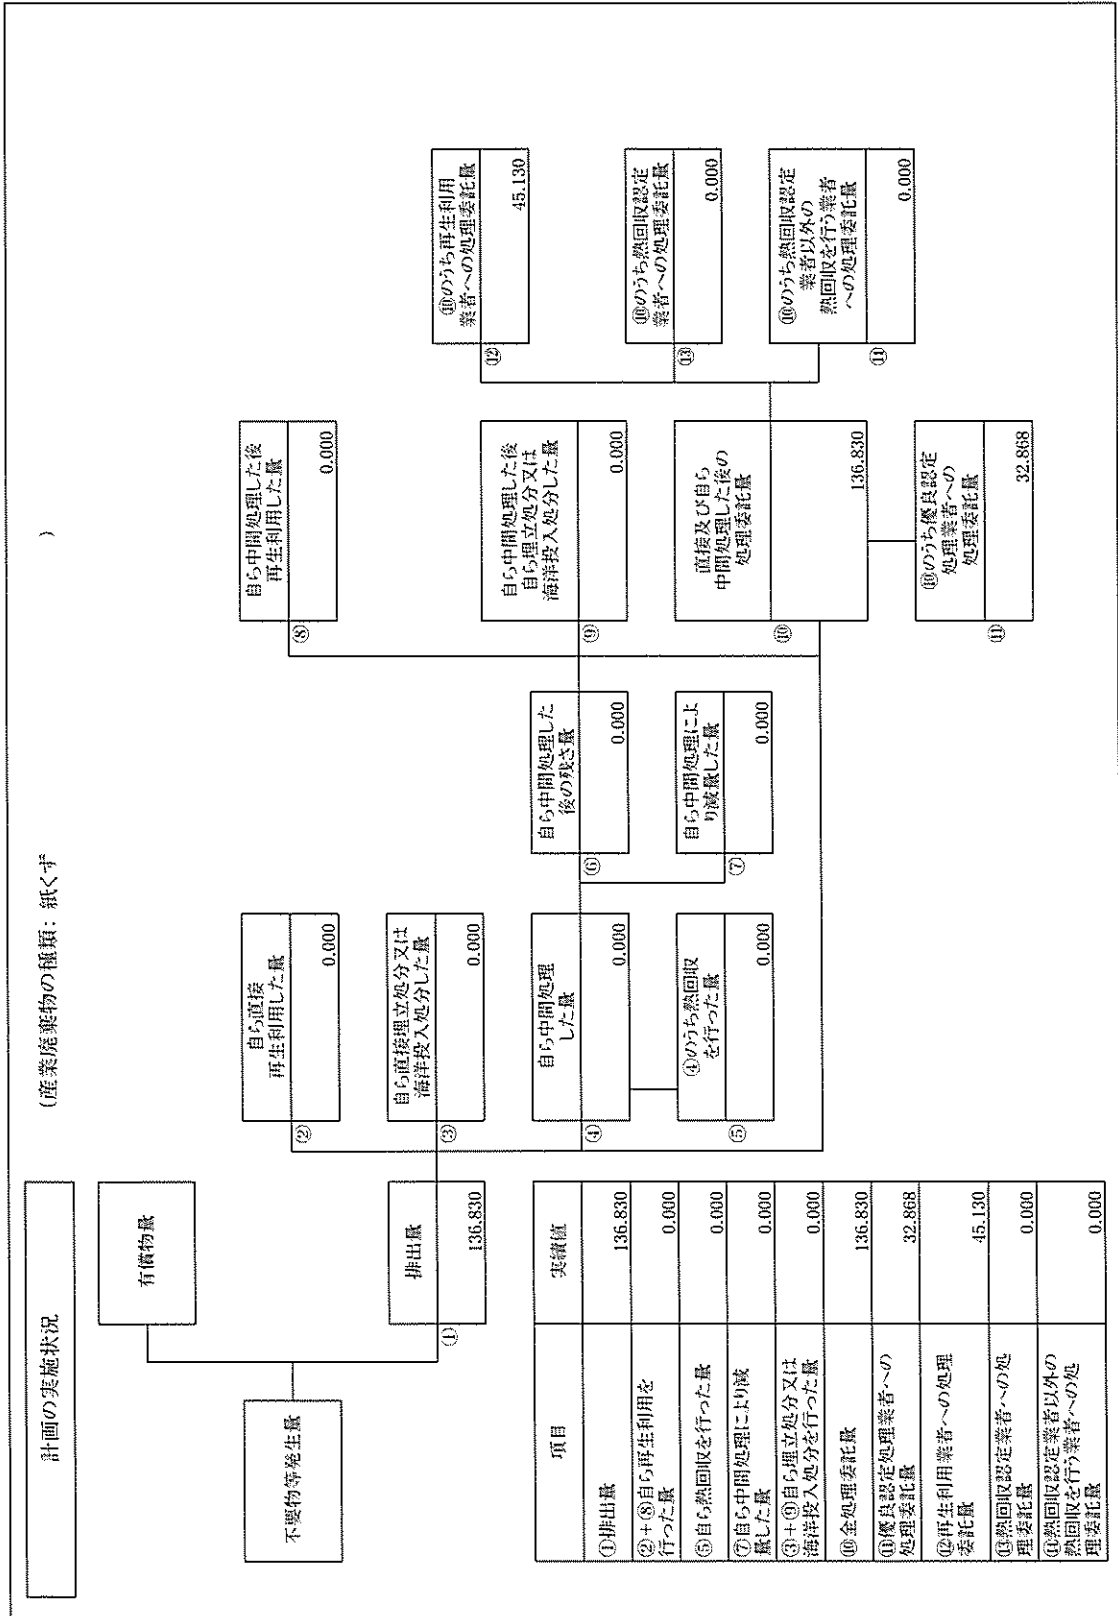 計画の実施状況
(産業廃棄物の種類: 紙くず
)
不要物等発生量
有償物量
①
排出量
136.830
②
自ら直接
再生利用した量
0.000
③
自ら直接埋立処分又は
海洋投入処分した量
0.000
④
自ら中間処理
した量
0.000
⑤
④のうち熱回収
を行った量
0.000
⑥
自ら中間処理した
後の残さ量
0.000
⑦
自ら中間処理によ
り減量した量
0.000
⑧
自ら中間処理した後
再生利用した量
0.000
⑨
自ら中間処理した後
自ら埋立処分又は
海洋投入処分した量
0.000
⑩
直接及び自ら
中間処理した後の
処理委託量
136.830
⑪
⑩のうち優良認定
処理業者への
処理委託量
32.868
⑫
⑩のうち再生利用
業者への処理委託量
45.130
⑬
⑩のうち熱回収認定
業者への処理委託量
0.000
⑭
⑩のうち熱回収認定
業者以外の
熱回収を行う業者
への処理委託量
0.000
項目
実績値
①排出量
136.830
②+⑧自ら再生利用を
行った量
0.000
⑤自ら熱回収を行った量
0.000
⑦自ら中間処理により減
量した量
0.000
③+⑨自ら埋立処分又は
海洋投入処分を行った量
0.000
⑩全処理委託量
136.830
⑪優良認定処理業者への
処理委託量
32.868
⑫再生利用業者への処理
委託量
45.130
⑬熱回収認定業者への処
理委託量
0.000
⑭熱回収認定業者以外の
熱回収を行う業者への処
理委託量
0.000